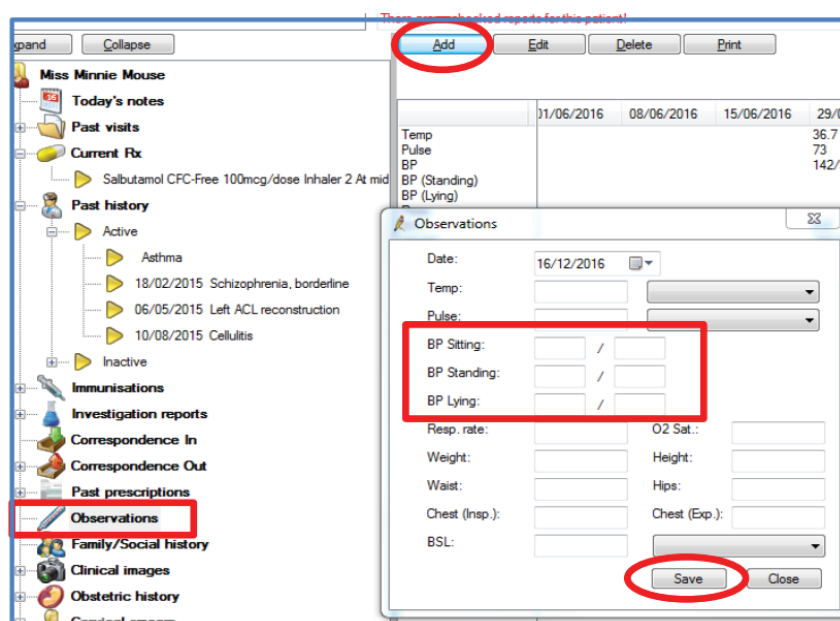 There are unchecked reports for this patient!
Collapse
Add Edit Delete Print
Miss Minnie Mouse
Today's notes
Past visits
Current Rx
Salbutamol CFC-Free 100mcg/dose Inhaler 2 At mid
Past history
Active
Asthma
18/02/2015 Schizophrenia, borderline
06/05/2015 Left ACL reconstruction
10/08/2015 Cellulitis
Inactive
Immunisations
Investigation reports
Correspondence In
Correspondence Out
Past prescriptions
Observations
Family/Social history
Clinical images
Obstetric history
01/06/2016 08/06/2016 15/06/2016 29/0
Temp 36.7
Pulse 73
BP 142/
BP (Standing)
BP (Lying)
Observations
Date: 16/12/2016
Temp:
Pulse:
BP Sitting: /
BP Standing: /
BP Lying: /
Resp. rate: O2 Sat.:
Weight: Height:
Waist: Hips:
Chest (Insp.): Chest (Exp.):
BSL:
Save Close